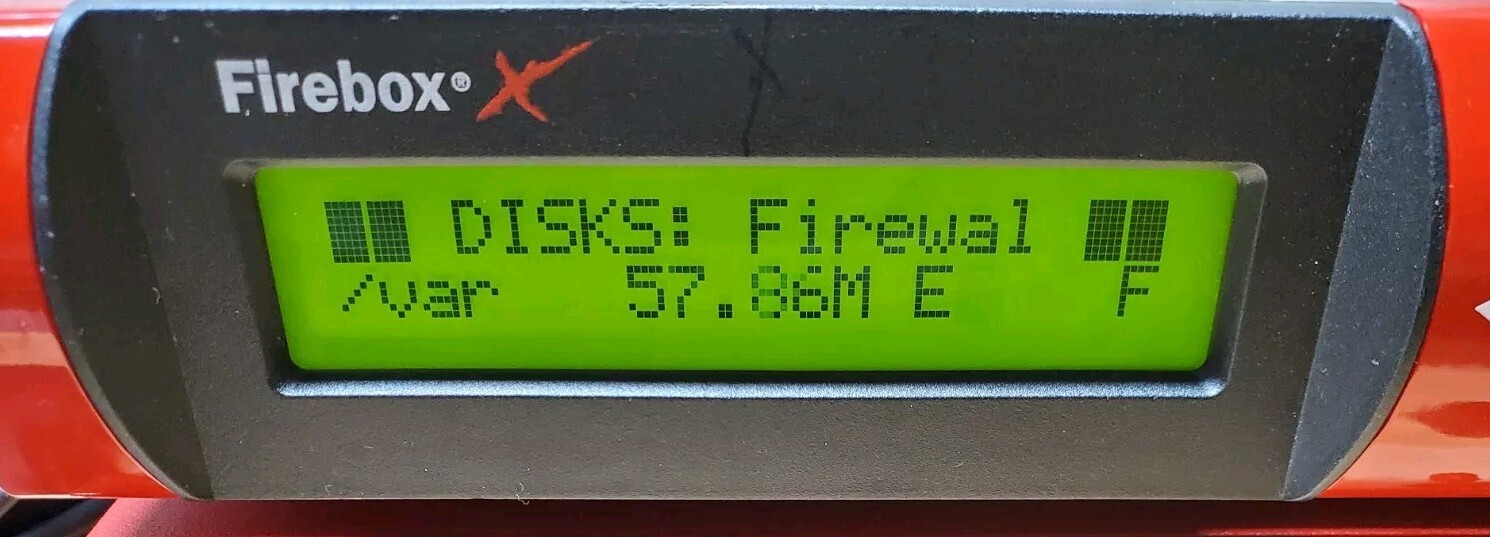 Firebox® X
DISKS: Firewal
/var 57.86M E F